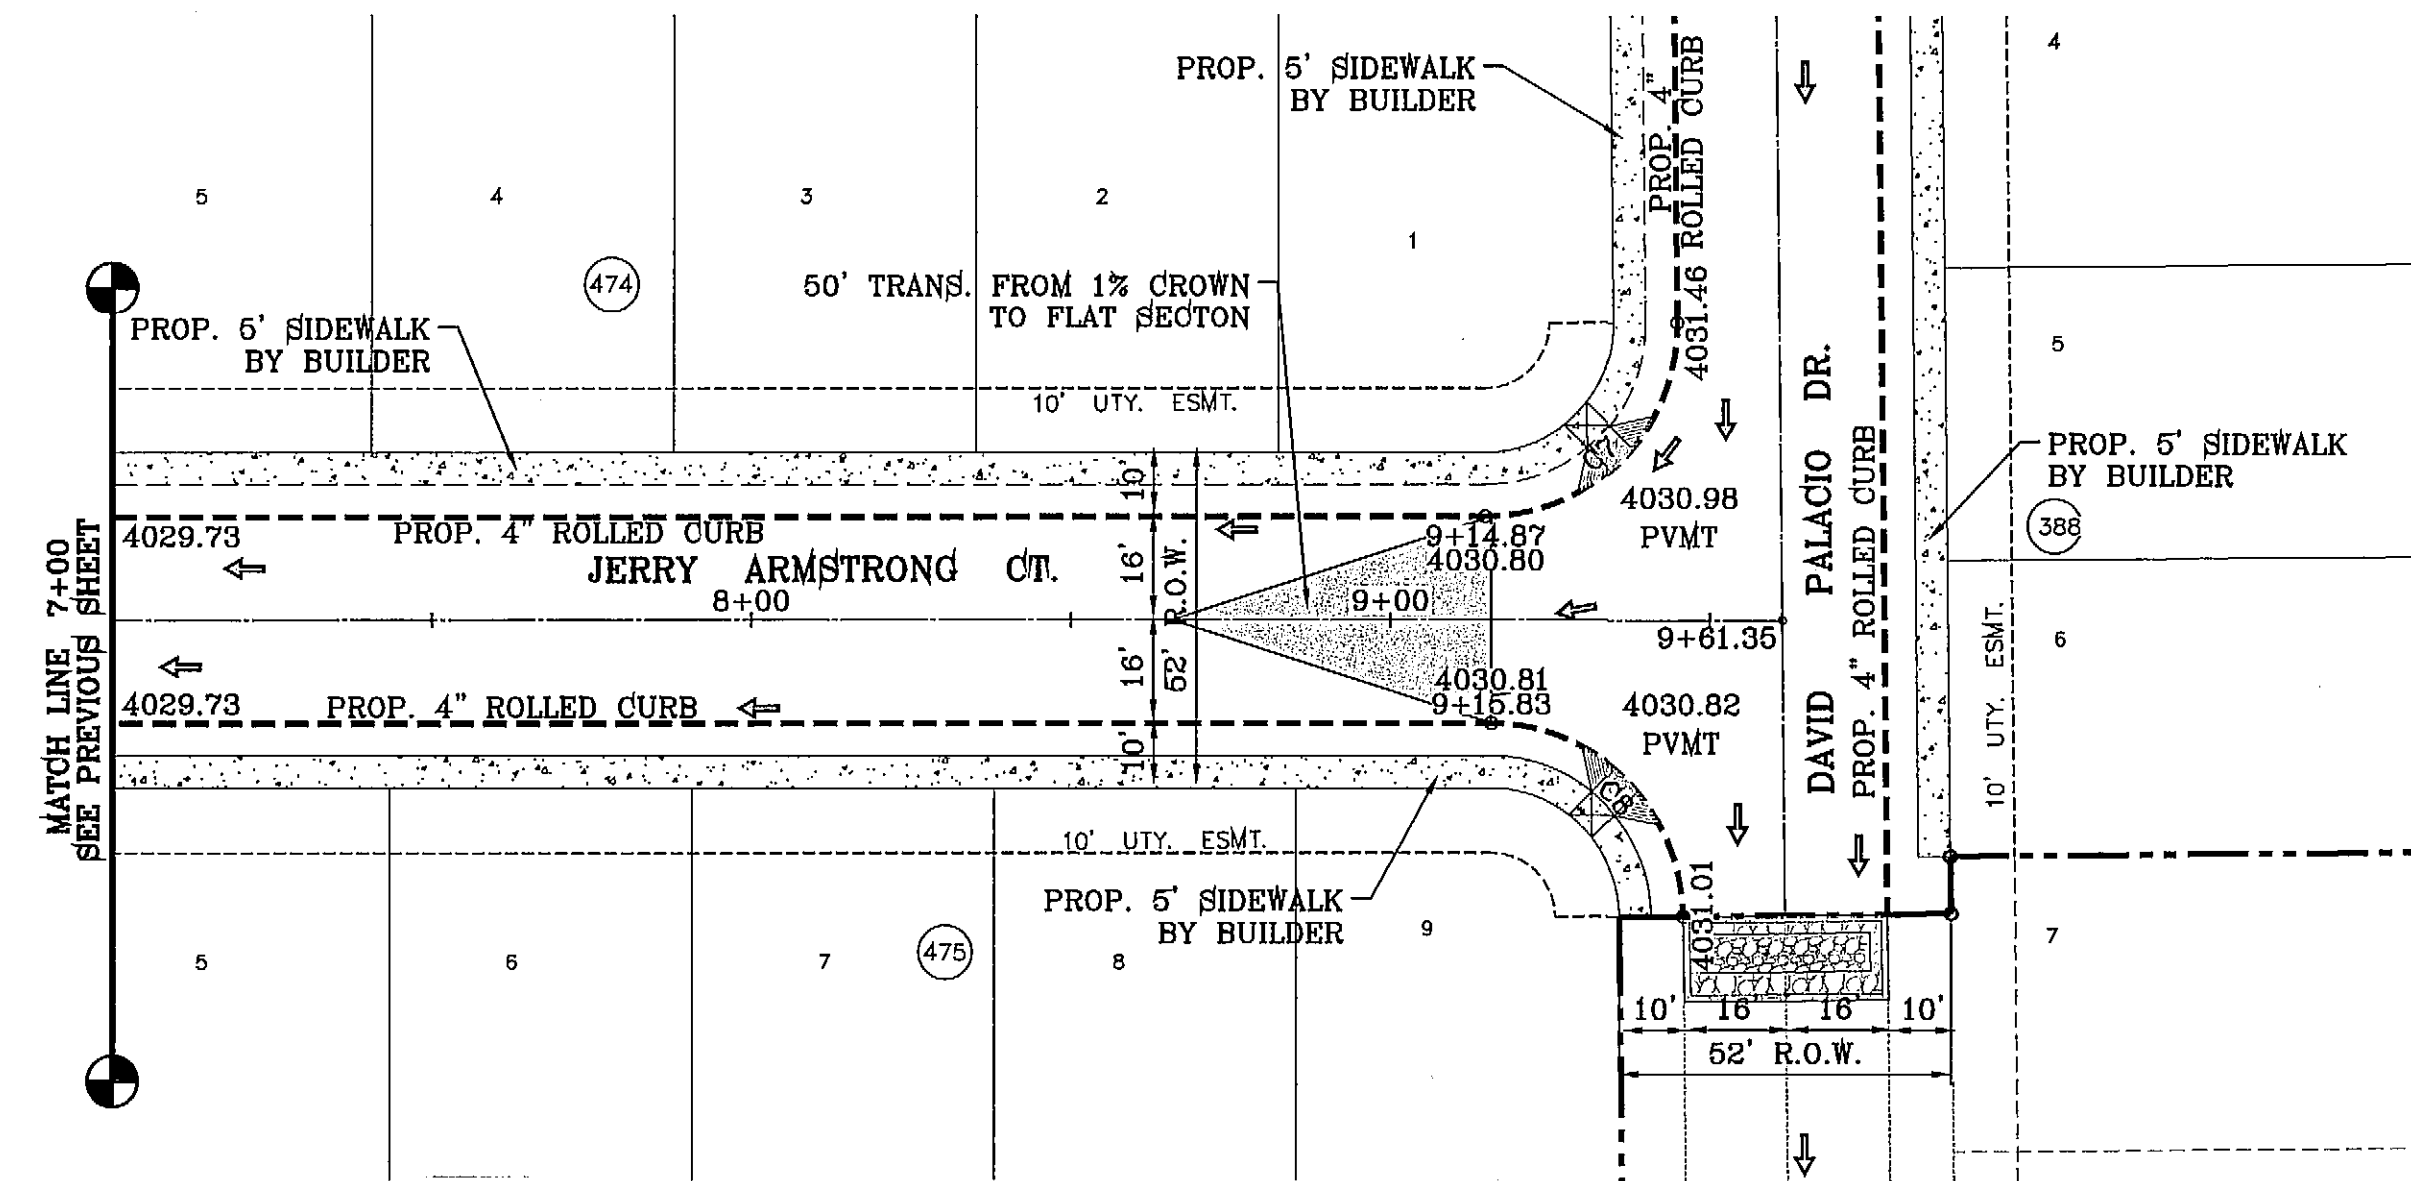 PROP. 5' SIDEWALK
BY BUILDER
PROP. 4"
ROLLED CURB
4031.46
4
5
4
3
2
1
474
50' TRANS. FROM 1% CROWN
TO FLAT SECTON
PROP. 5' SIDEWALK
BY BUILDER
10' UTY. ESMT.
5
PROP. 5' SIDEWALK
BY BUILDER
388
C7
4030.98
PVMT
DAVID PALACIO DR.
PROP. 4" ROLLED CURB
MATCH LINE 7+00
SEE PREVIOUS SHEET
4029.73
PROP. 4" ROLLED CURB
JERRY ARMSTRONG CT.
8+00
10
16'
16'
10'
52'
R.O.W.
9+14.87
4030.80
9+00
9+61.35
4030.81
9+15.83
4030.82
PVMT
4029.73
PROP. 4" ROLLED CURB
6
10' UTY. ESMT.
C8
10' UTY. ESMT.
PROP. 5' SIDEWALK
BY BUILDER
4031.01
5
6
7
475
8
9
7
10'
16'
16'
10'
52' R.O.W.